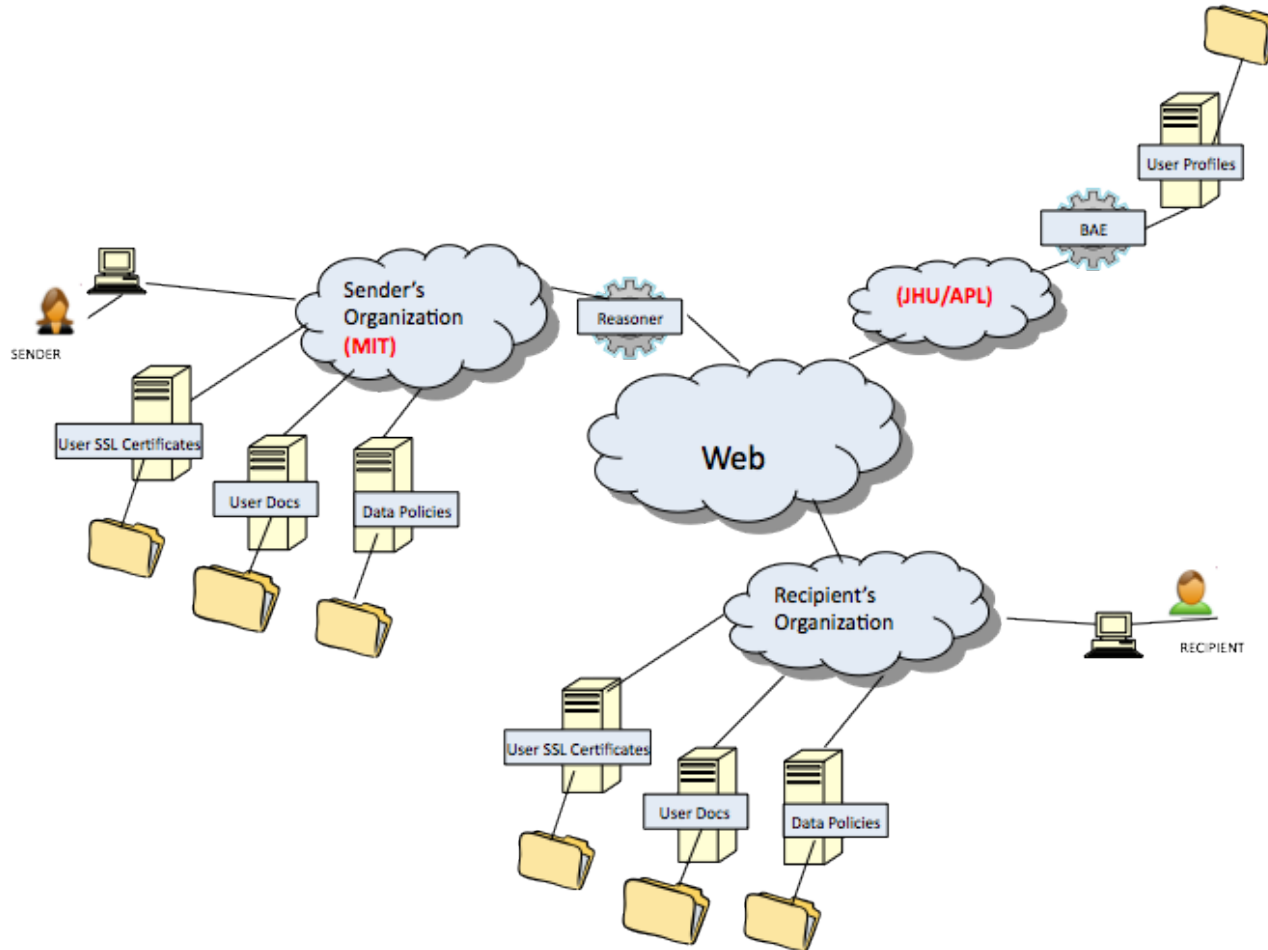 User Profiles
BAE
(JHU/APL)
Sender's
Organization
(MIT)
Reasoner
SENDER
User SSL Certificates
User Docs
Data Policies
Web
Recipient's
Organization
RECIPIENT
User SSL Certificates
User Docs
Data Policies